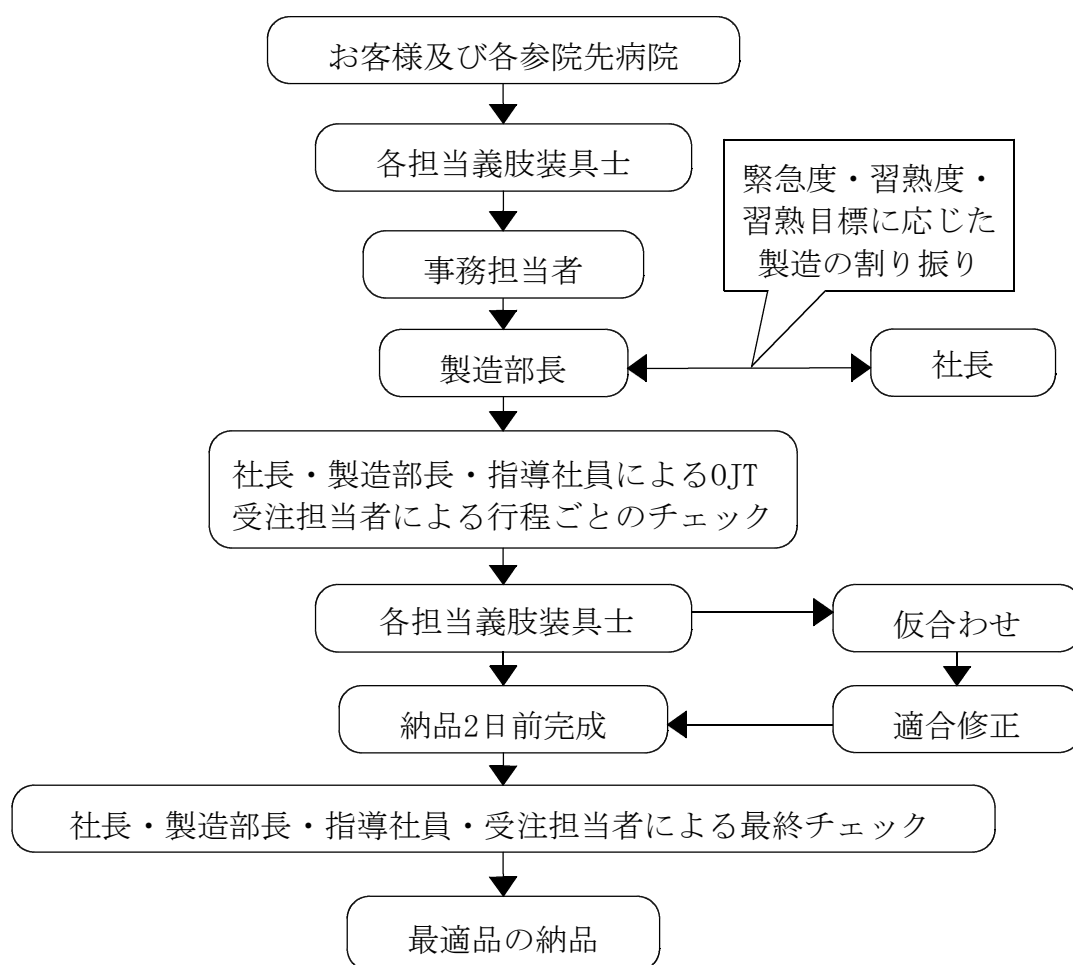 お客様及び各参院先病院
各担当義肢装具士
緊急度・習熟度・
習熟目標に応じた
製造の割り振り
事務担当者
製造部長
社長
社長・製造部長・指導社員によるOJT
受注担当者による行程ごとのチェック
各担当義肢装具士
仮合わせ
納品2日前完成
適合修正
社長・製造部長・指導社員・受注担当者による最終チェック
最適品の納品